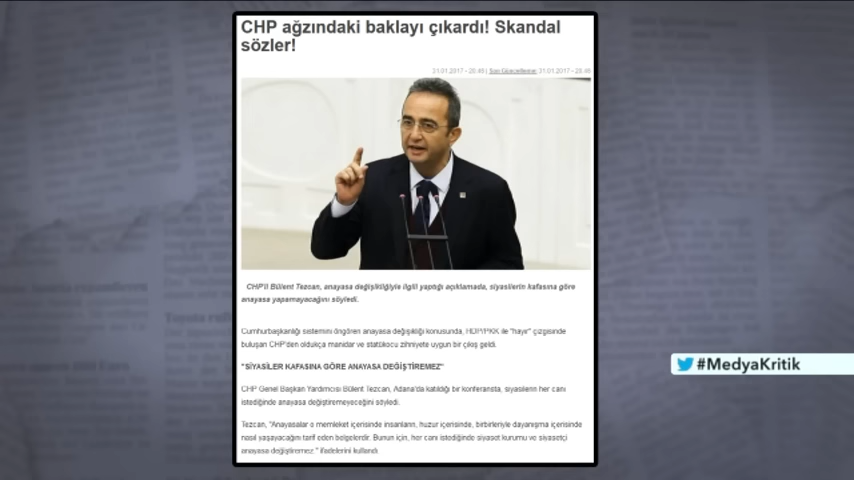 CHP ağzındaki baklayı çıkardı! Skandal
sözler!
31.01.2017 - 20:46 | Son Güncelleme: 31.01.2017 - 20:46
CHP'li Bülent Tezcan, anayasa değişikliğiyle ilgili yaptığı açıklamada, siyasilerin kafasına göre
anayasa yapamayacağını söyledi.
Cumhurbaşkanlığı sistemini öngören anayasa değişikliği konusunda, HDP/PKK ile "hayır" çizgisinde
buluşan CHP'den oldukça manidar ve statükocu zihniyete uygun bir çıkış geldi.
"SİYASİLER KAFASINA GÖRE ANAYASA DEĞİŞTİREMEZ"
CHP Genel Başkan Yardımcısı Bülent Tezcan, Adana'da katıldığı bir konferansta, siyasilerin her canı
istediğinde anayasa değiştiremeyeceğini söyledi.
Tezcan, "Anayasalar o memleket içerisinde insanların, huzur içerisinde, birbirleriyle dayanışma içerisinde
nasıl yaşayacağını tarif eden belgelerdir. Bunun için, her canı istediğinde siyaset kurumu ve siyasetçi
anayasa değiştiremez." ifadelerini kullandı.
#MedyaKritik